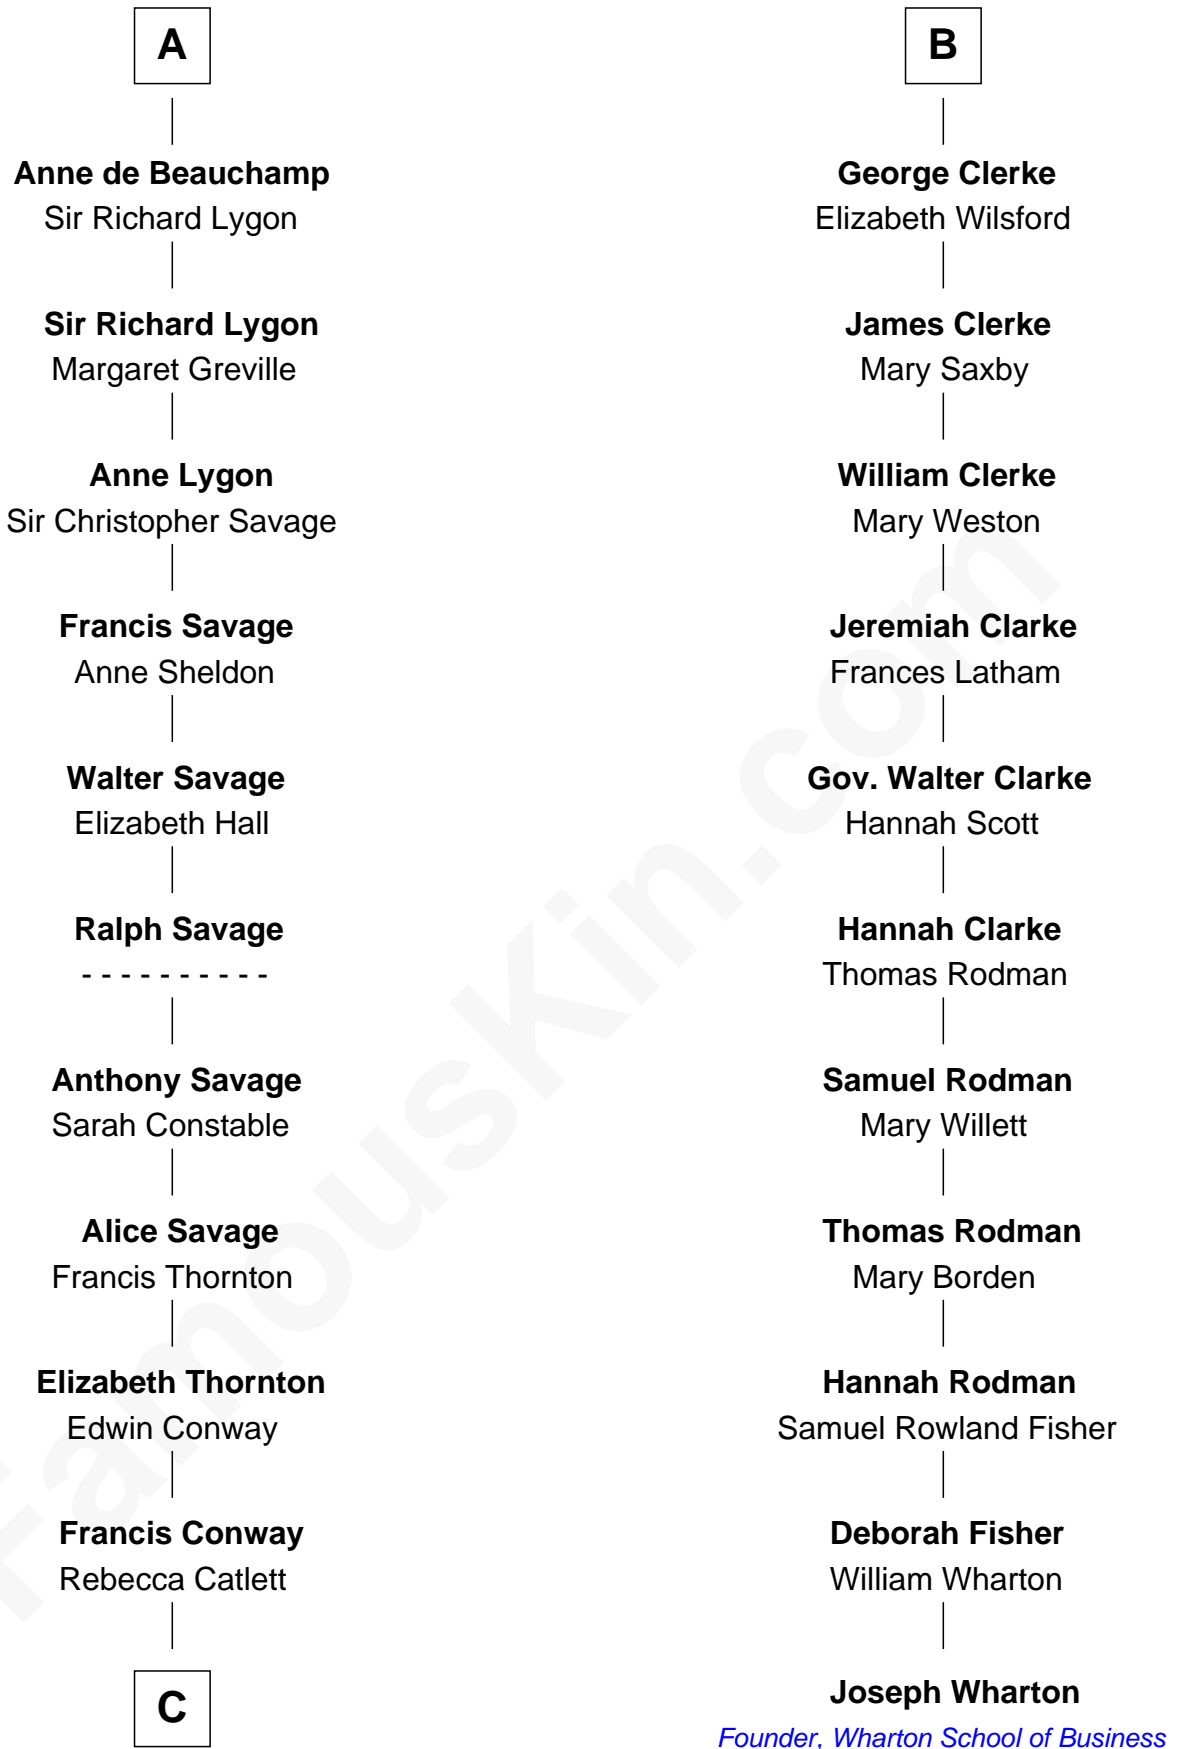 A
Anne de Beauchamp
Sir Richard Lygon
Sir Richard Lygon
Margaret Greville
Anne Lygon
Sir Christopher Savage
Francis Savage
Anne Sheldon
Walter Savage
Elizabeth Hall
Ralph Savage
- - - - - - - - - -
Anthony Savage
Sarah Constable
Alice Savage
Francis Thornton
Elizabeth Thornton
Edwin Conway
Francis Conway
Rebecca Catlett
C
B
George Clerke
Elizabeth Wilsford
James Clerke
Mary Saxby
William Clerke
Mary Weston
Jeremiah Clarke
Frances Latham
Gov. Walter Clarke
Hannah Scott
Hannah Clarke
Thomas Rodman
Samuel Rodman
Mary Willett
Thomas Rodman
Mary Borden
Hannah Rodman
Samuel Rowland Fisher
Deborah Fisher
William Wharton
Joseph Wharton
Founder, Wharton School of Business
FamousKin.com